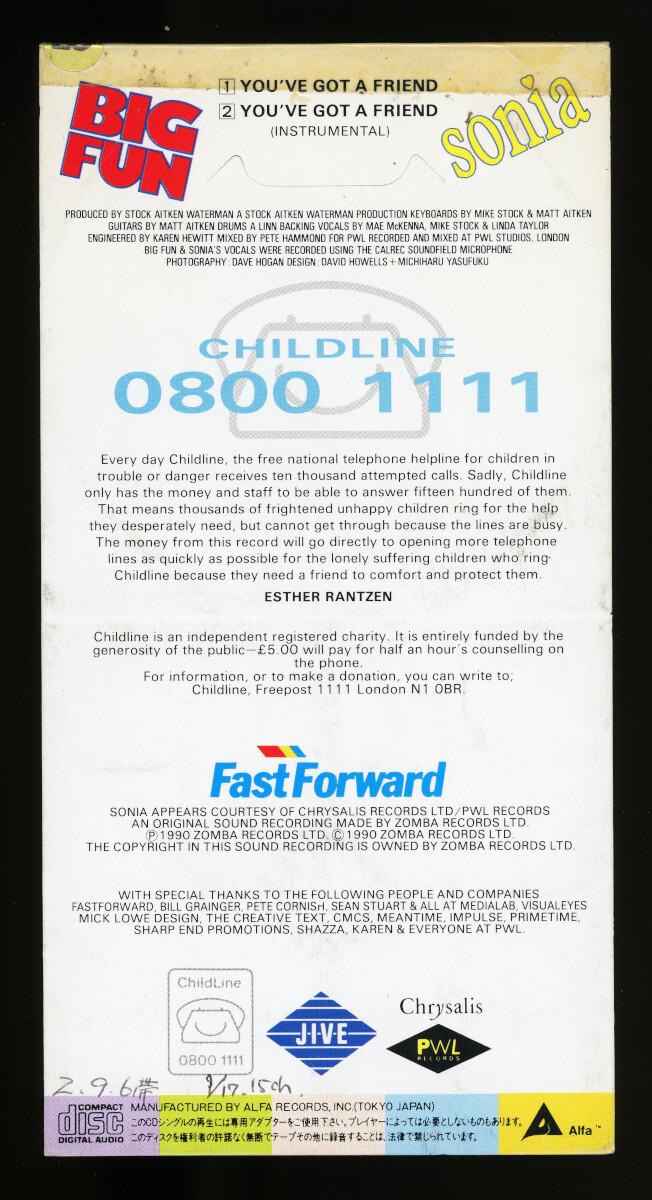 BIG FUN
1 YOU'VE GOT A FRIEND
2 YOU'VE GOT A FRIEND
(INSTRUMENTAL)
sonia
PRODUCED BY STOCK AITKEN WATERMAN A STOCK AITKEN WATERMAN PRODUCTION KEYBOARDS BY MIKE STOCK & MATT AITKEN
GUITARS BY MATT AITKEN DRUMS A LINN BACKING VOCALS BY MAE McKENNA, MIKE STOCK & LINDA TAYLOR
ENGINEERED BY KAREN HEWITT MIXED BY PETE HAMMOND FOR PWL RECORDED AND MIXED AT PWL STUDIOS, LONDON
BIG FUN & SONIA'S VOCALS WERE RECORDED USING THE CALREC SOUNDFIELD MICROPHONE
PHOTOGRAPHY : DAVE HOGAN DESIGN : DAVID HOWELLS + MICHIHARU YASUFUKU
CHILDLINE
0800 1111
Every day Childline, the free national telephone helpline for children in
trouble or danger receives ten thousand attempted calls. Sadly, Childline
only has the money and staff to be able to answer fifteen hundred of them.
That means thousands of frightened unhappy children ring for the help
they desperately need, but cannot get through because the lines are busy.
The money from this record will go directly to opening more telephone
lines as quickly as possible for the lonely suffering children who ring
Childline because they need a friend to comfort and protect them.
ESTHER RANTZEN
Childline is an independent registered charity. It is entirely funded by the
generosity of the public—£5.00 will pay for half an hour's counselling on
the phone.
For information, or to make a donation, you can write to;
Childline, Freepost 1111 London N1 0BR.
FastForward
SONIA APPEARS COURTESY OF CHRYSALIS RECORDS LTD/PWL RECORDS
AN ORIGINAL SOUND RECORDING MADE BY ZOMBA RECORDS LTD.
Ⓟ1990 ZOMBA RECORDS LTD. ©1990 ZOMBA RECORDS LTD.
THE COPYRIGHT IN THIS SOUND RECORDING IS OWNED BY ZOMBA RECORDS LTD.
WITH SPECIAL THANKS TO THE FOLLOWING PEOPLE AND COMPANIES
FASTFORWARD, BILL GRAINGER, PETE CORNISH, SEAN STUART & ALL AT MEDIALAB, VISUALEYES
MICK LOWE DESIGN, THE CREATIVE TEXT, CMCS, MEANTIME, IMPULSE, PRIMETIME,
SHARP END PROMOTIONS, SHAZZA, KAREN & EVERYONE AT PWL.
ChildLine
0800 1111
JIVE
Chrysalis
PWL
RECORDS
2.9.6
COMPACT
disc
DIGITAL AUDIO
MANUFACTURED BY ALFA RECORDS, INC.(TOKYO JAPAN)
このCDシングルの再生には専用アダプターをご使用下さい。プレイヤーによっては必要としないものもあります。
このディスクを権利者の許諾なく無断でテープその他に録音することは、法律で禁じられています。
Alfa™